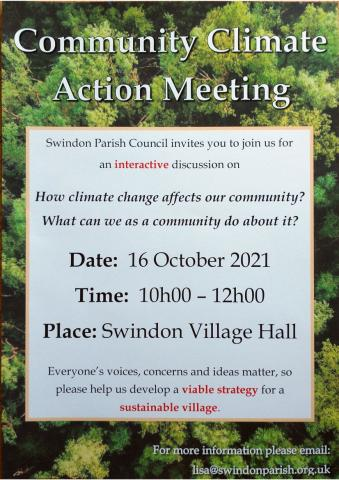 Community Climate
Action Meeting
Swindon Parish Council invites you to join us for
an interactive discussion on
How climate change affects our community?
What can we as a community do about it?
Date: 16 October 2021
Time: 10h00 – 12h00
Place: Swindon Village Hall
Everyone's voices, concerns and ideas matter, so
please help us develop a viable strategy for a
sustainable village.
For more information please email:
lisa@swindonparish.org.uk